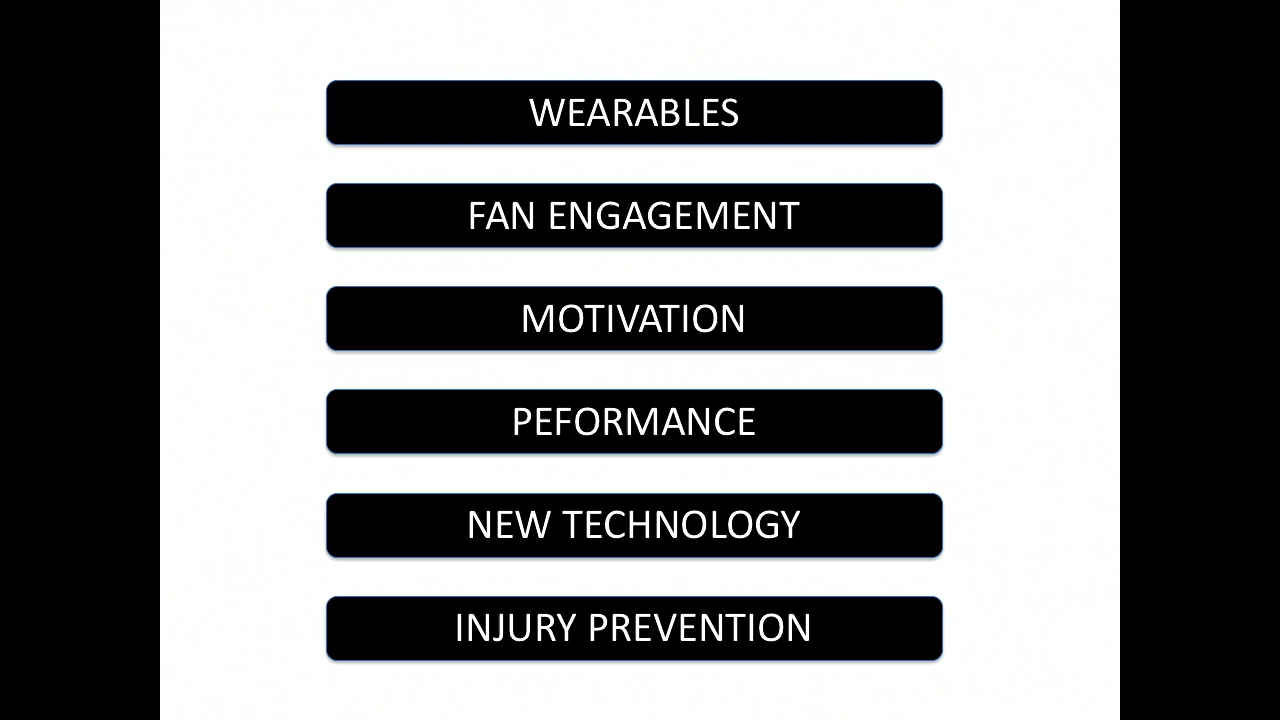 WEARABLES
FAN ENGAGEMENT
MOTIVATION
PEFORMANCE
NEW TECHNOLOGY
INJURY PREVENTION